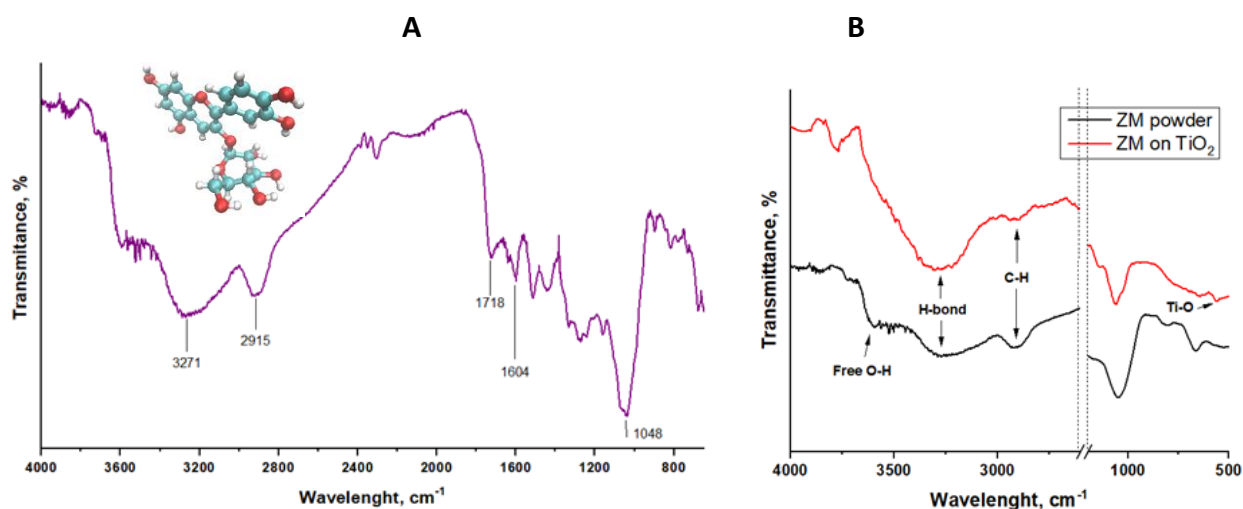 A
B
Transmitance, %
3271
2915
1718
1604
1048
4000 3600 3200 2800 2400 2000 1600 1200 800
Wavelenght, cm-1
Transmittance, %
ZM powder
ZM on TiO2
C-H
H-bond
Ti-O
Free O-H
4000 3500 3000 1000 500
Wavelenght, cm-1